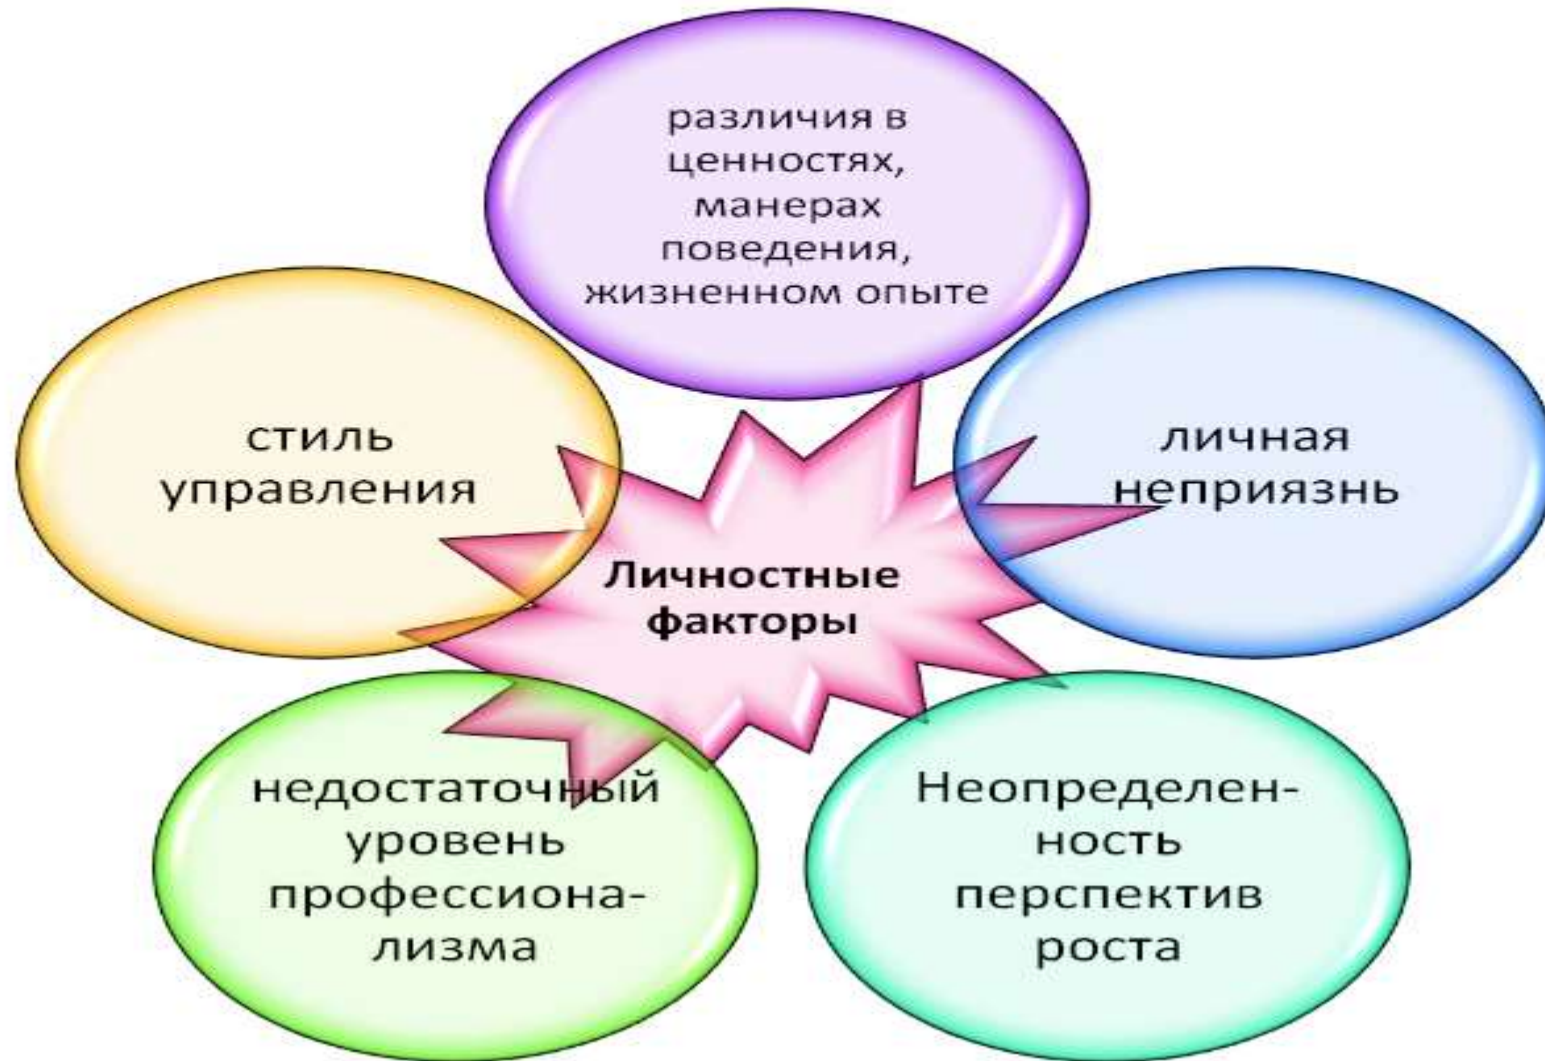 различия в
ценностях,
манерах
поведения,
жизненном опыте
стиль
управления
личная
неприязнь
Личностные
факторы
недостаточный
уровень
профессиона-
лизма
Неопределен-
ность
перспектив
роста